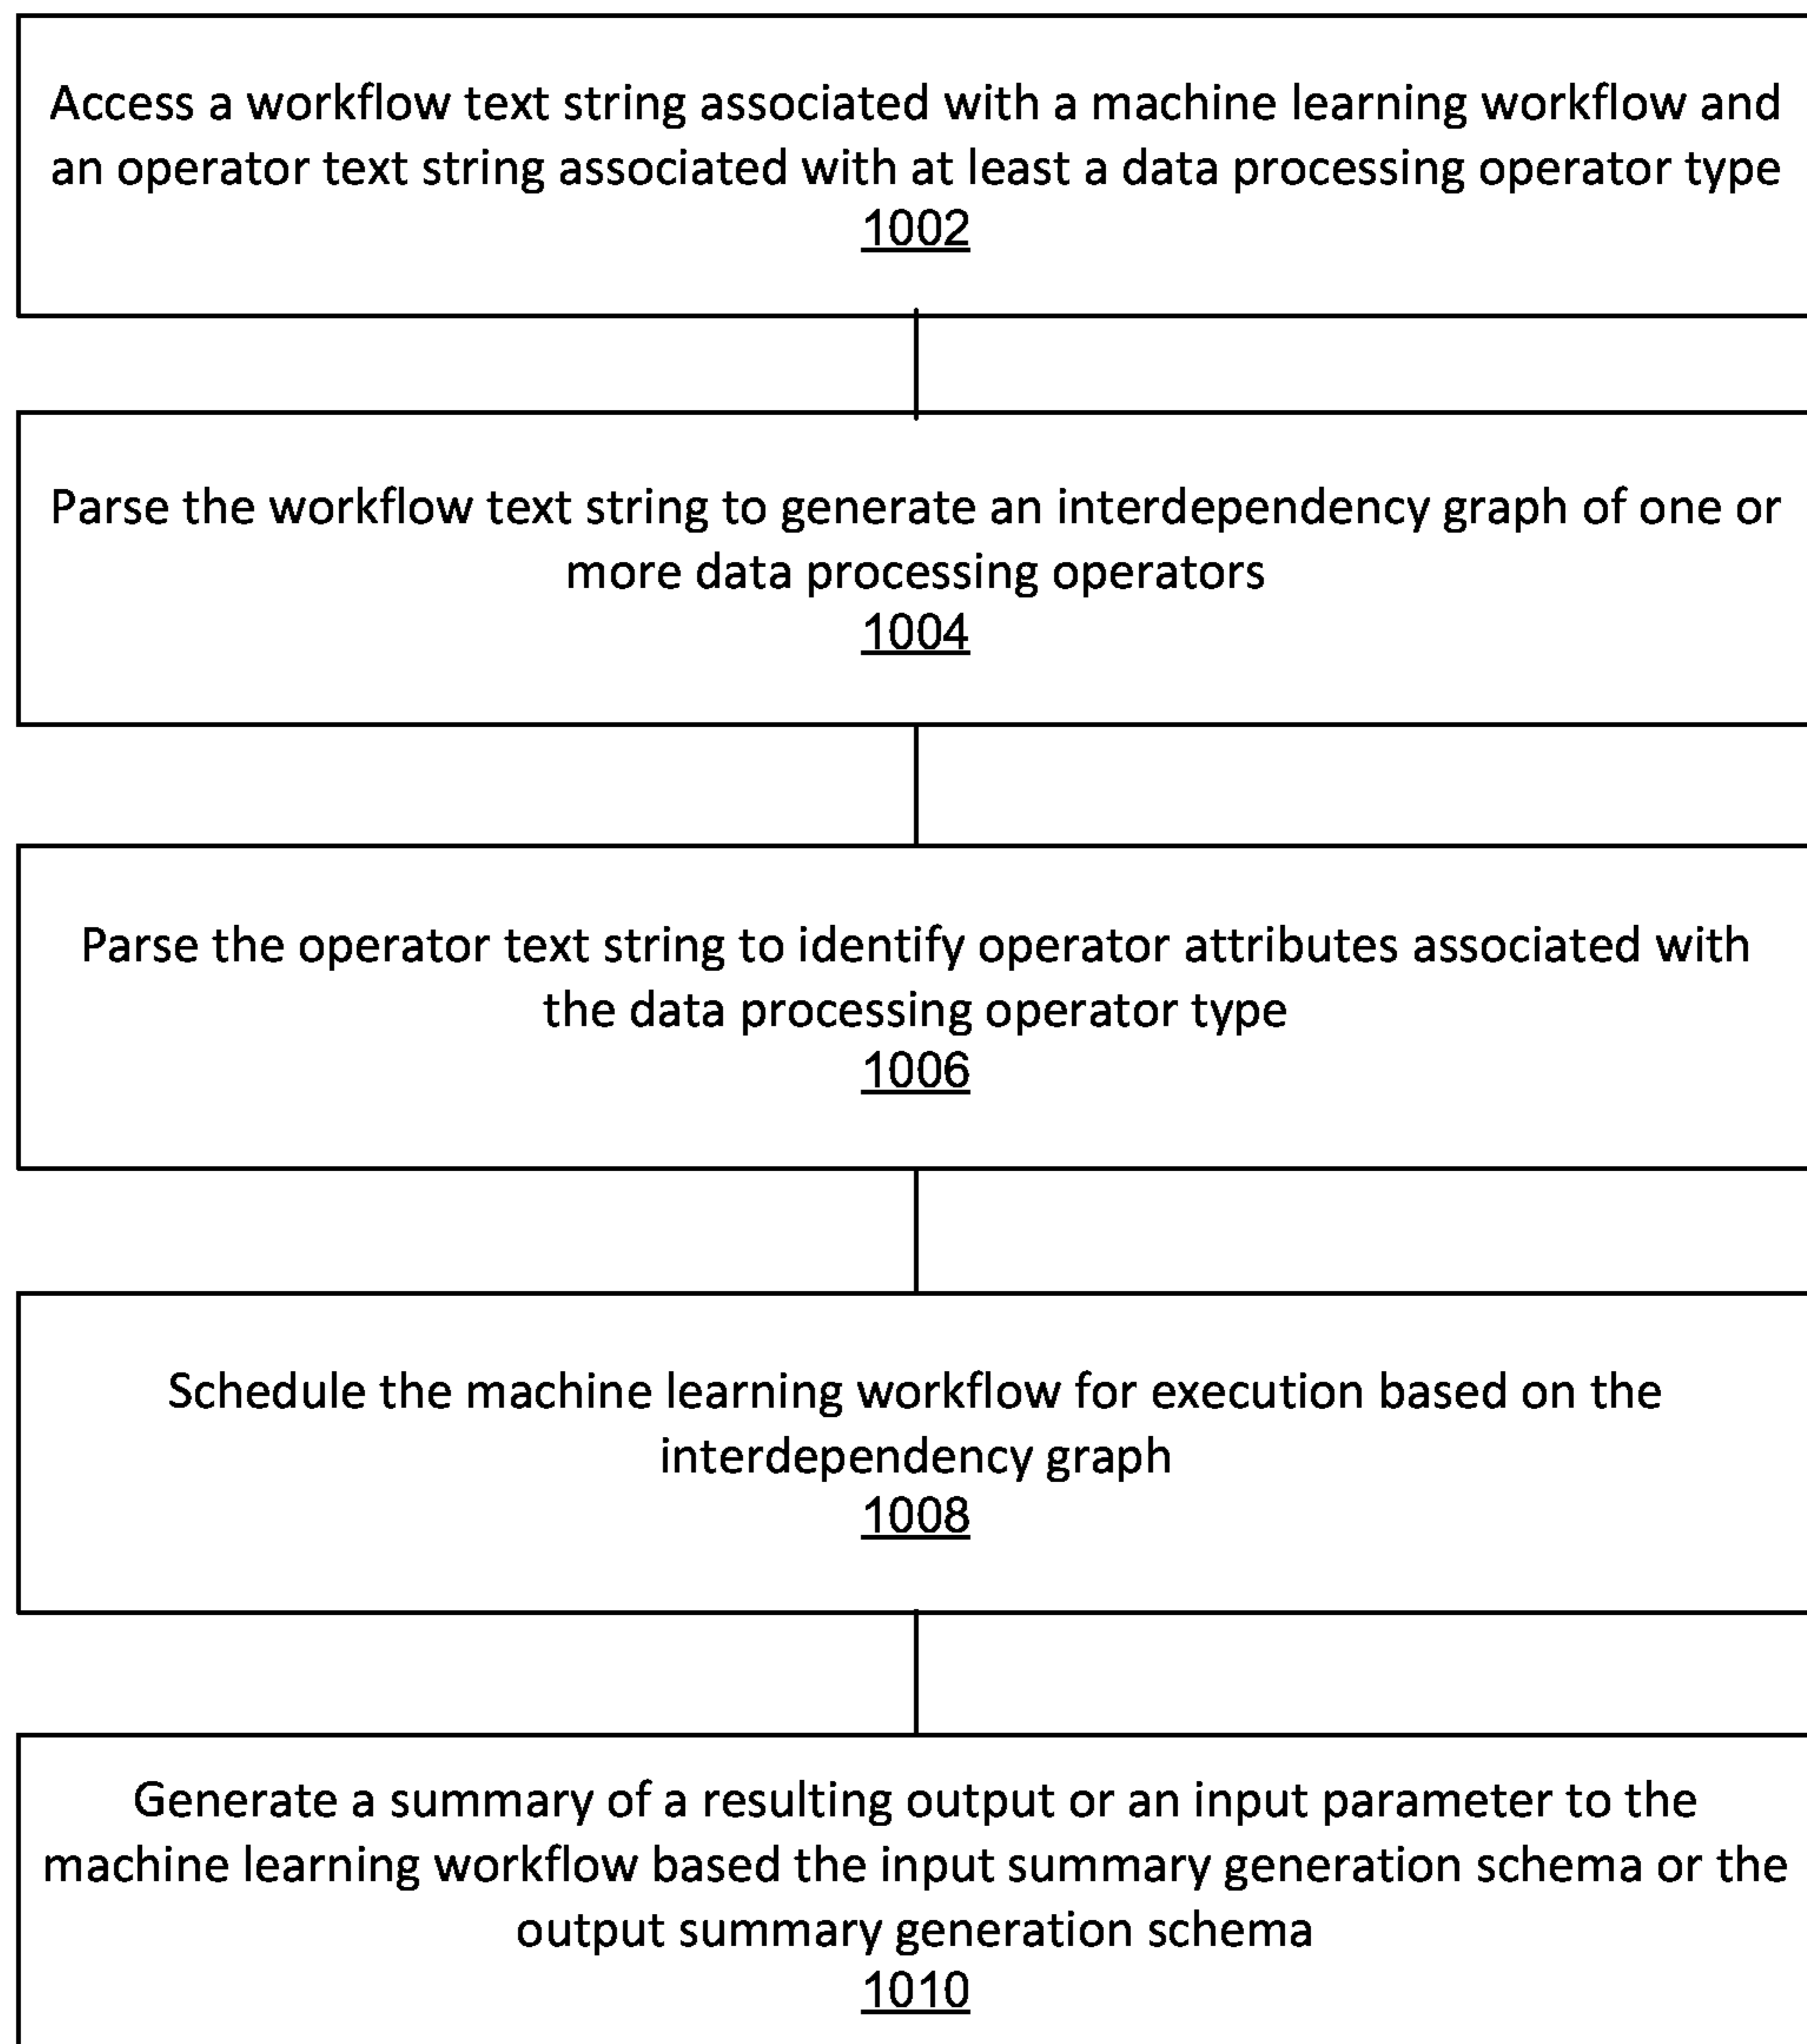 Access a workflow text string associated with a machine learning workflow and
an operator text string associated with at least a data processing operator type
1002
Parse the workflow text string to generate an interdependency graph of one or
more data processing operators
1004
Parse the operator text string to identify operator attributes associated with
the data processing operator type
1006
Schedule the machine learning workflow for execution based on the
interdependency graph
1008
Generate a summary of a resulting output or an input parameter to the
machine learning workflow based the input summary generation schema or the
output summary generation schema
1010